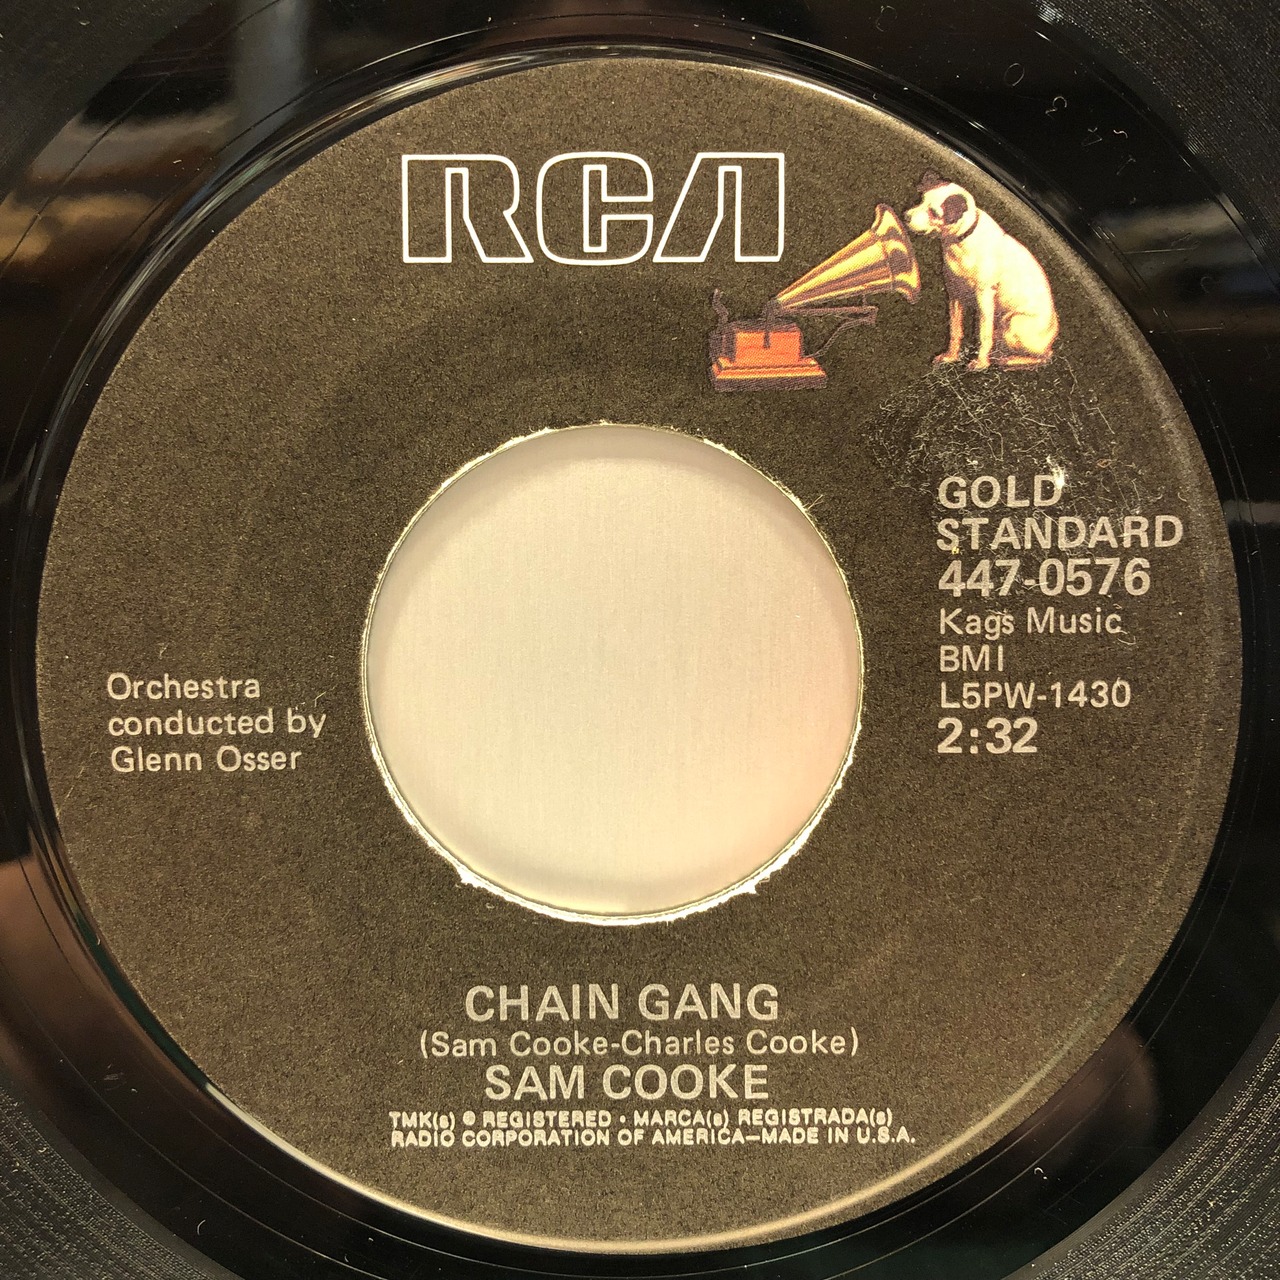 RCA
GOLD
STANDARD
447-0576
Kags Music
BMI
L5PW-1430
2:32
Orchestra
conducted by
Glenn Osser
CHAIN GANG
(Sam Cooke-Charles Cooke)
SAM COOKE
TMK(s) ® REGISTERED • MARCA(s) REGISTRADA(s)
RADIO CORPORATION OF AMERICA—MADE IN U.S.A.